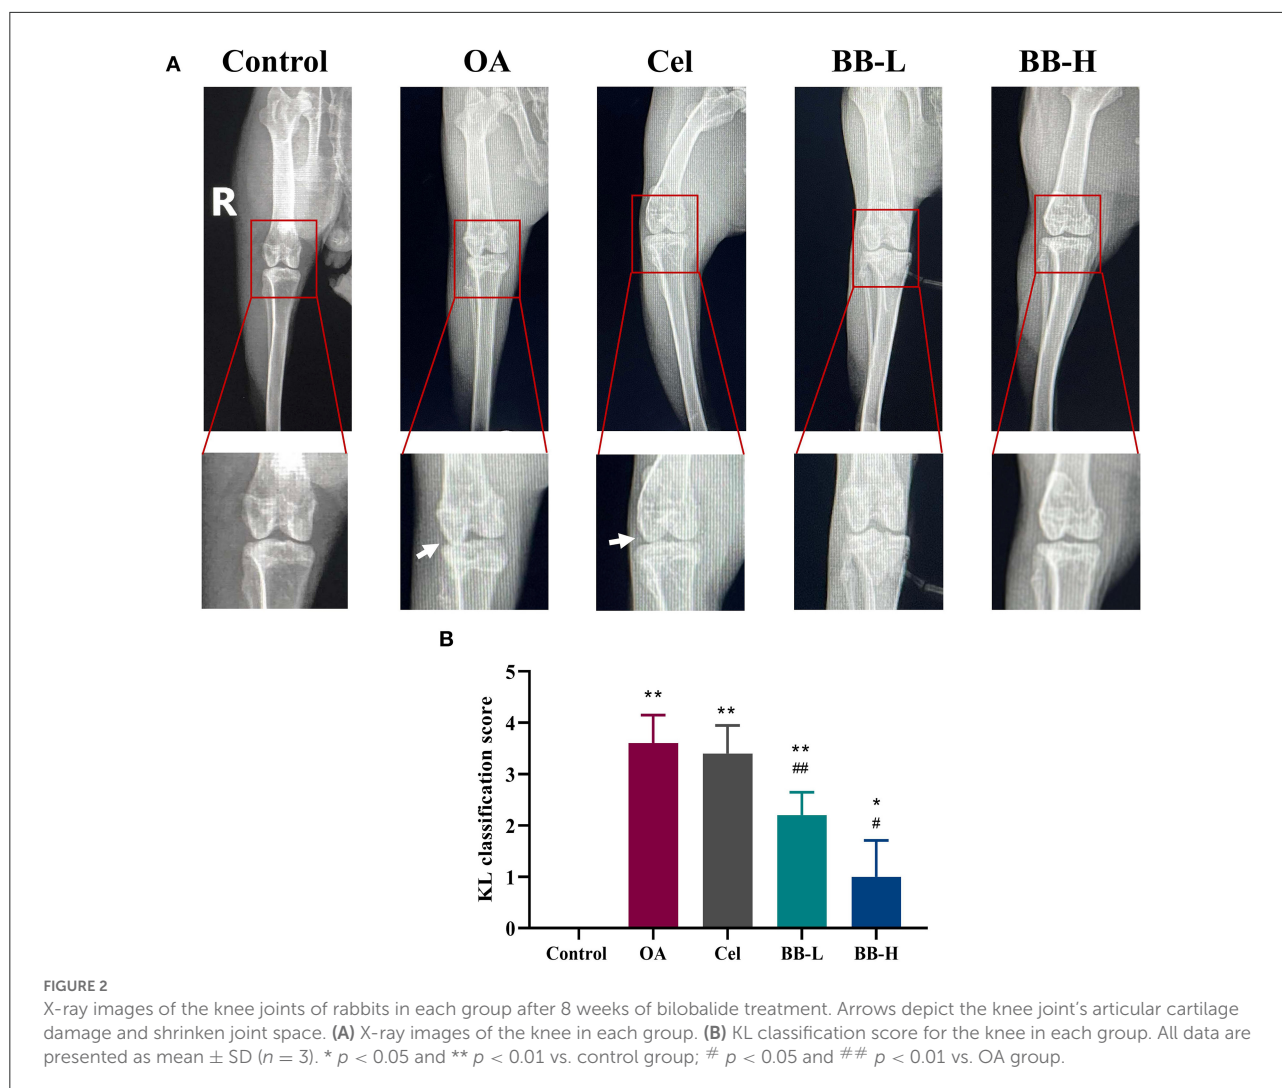 A
Control OA Cel BB-L BB-H
R
B
KL classification score
5
4
3
2
1
0
**
**
**
##
*
#
Control OA Cel BB-L BB-H
FIGURE 2
X-ray images of the knee joints of rabbits in each group after 8 weeks of bilobalide treatment. Arrows depict the knee joint's articular cartilage
damage and shrinken joint space. (A) X-ray images of the knee in each group. (B) KL classification score for the knee in each group. All data are
presented as mean ± SD (n = 3). * p < 0.05 and ** p < 0.01 vs. control group; # p < 0.05 and ## p < 0.01 vs. OA group.